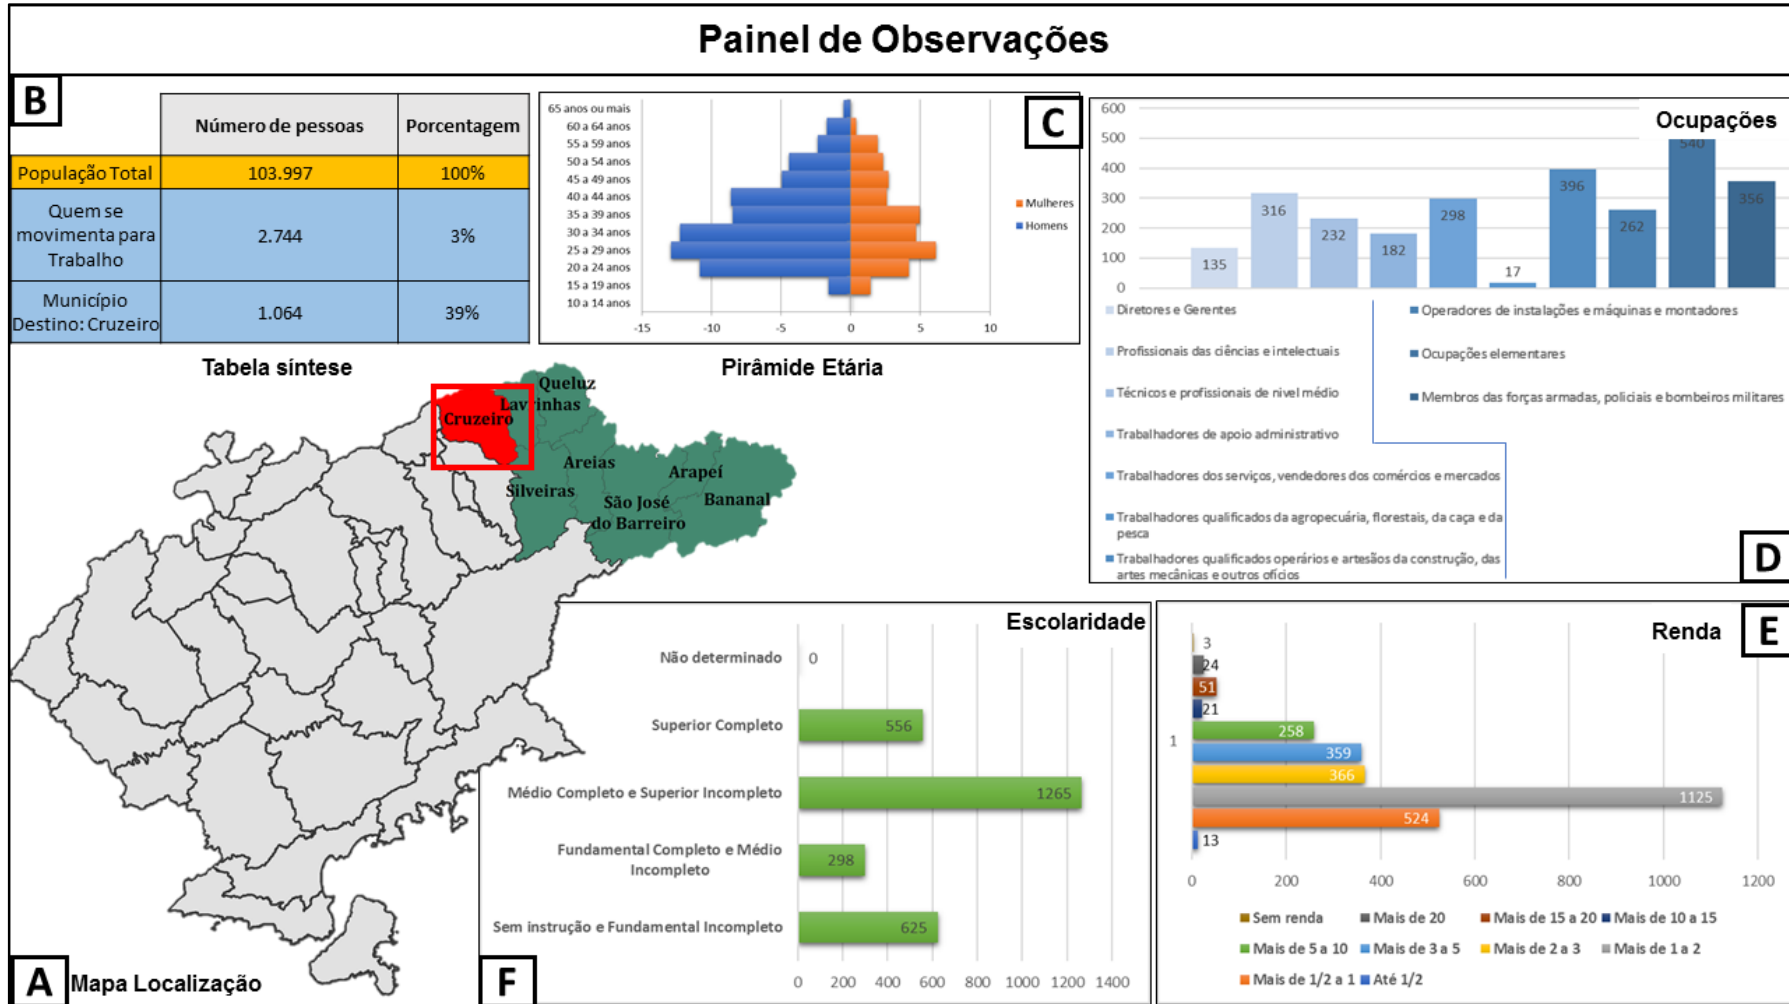 Painel de Observações
B
Número de pessoas Porcentagem
População Total 103.997 100%
Quem se
movimenta para
Trabalho
2.744 3%
Município
Destino: Cruzeiro
1.064 39%
Tabela síntese
C
65 anos ou mais
60 a 64 anos
55 a 59 anos
50 a 54 anos
45 a 49 anos
40 a 44 anos
35 a 39 anos
30 a 34 anos
25 a 29 anos
20 a 24 anos
15 a 19 anos
10 a 14 anos
-15 -10 -5 0 5 10
Mulheres
Homens
Pirâmide Etária
Ocupações
600
500
400
300
200
100
0
135 316 232 182 298 17 396 262 540 356
Diretores e Gerentes
Profissionais das ciências e intelectuais
Técnicos e profissionais de nivel médio
Trabalhadores de apoio administrativo
Trabalhadores dos serviços, vendedores dos comércios e mercados
Trabalhadores qualificados da agropecuária, florestais, da caça e da
pesca
Trabalhadores qualificados operários e artesãos da construção, das
artes mecânicas e outros ofícios
Operadores de instalações e máquinas e montadores
Ocupações elementares
Membros das forças armadas, policiais e bombeiros militares
D
Queluz
Lavrinhas
Cruzeiro
Areias
Arapeí
Silveiras
São José
do Barreiro
Bananal
A
Mapa Localização
Escolaridade
Não determinado 0
Superior Completo 556
Médio Completo e Superior Incompleto 1265
Fundamental Completo e Médio
Incompleto
298
Sem instrução e Fundamental Incompleto 625
0 200 400 600 800 1000 1200 1400
F
Renda
E
3
24
51
21
258
1
359
366
1125
524
13
0 200 400 600 800 1000 1200
Sem renda Mais de 20 Mais de 15 a 20 Mais de 10 a 15
Mais de 5 a 10 Mais de 3 a 5 Mais de 2 a 3 Mais de 1 a 2
Mais de 1/2 a 1 Até 1/2